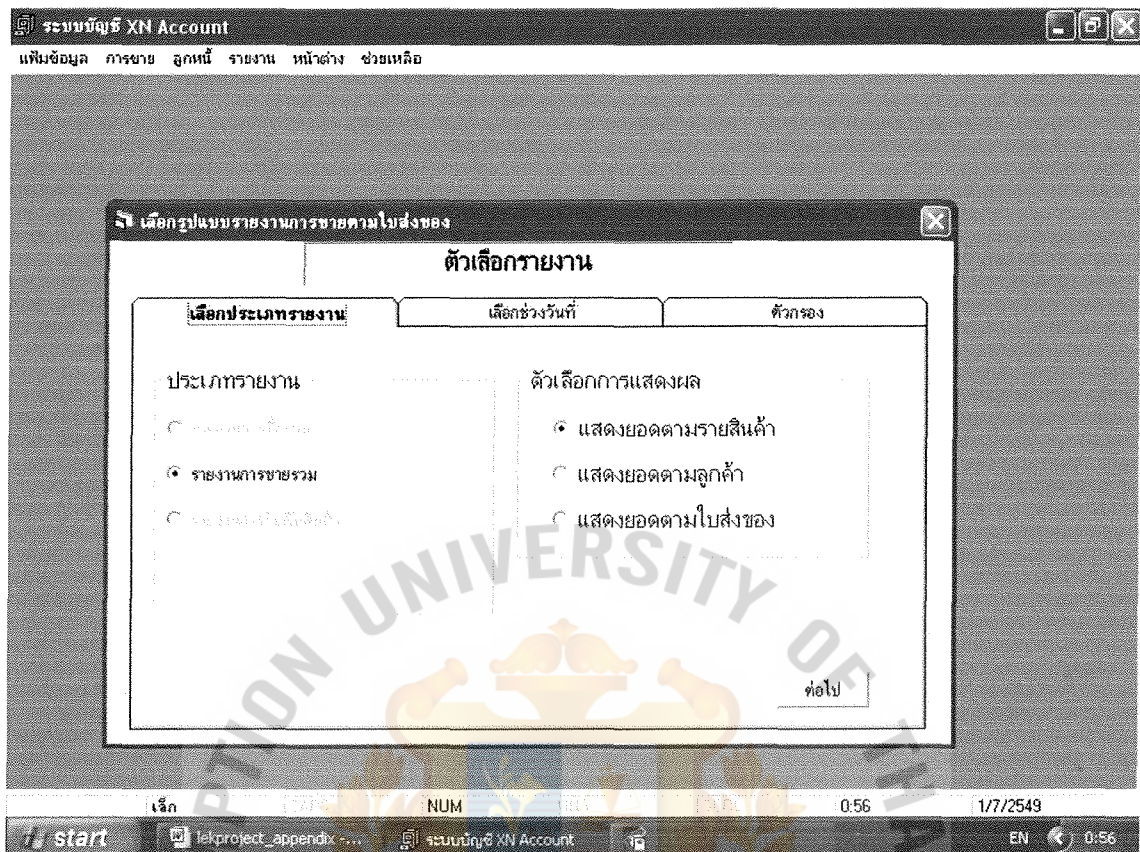 ระบบบัญชี XN Account
แฟ้มข้อมูล การขาย ลูกหนี้ รายงาน หน้าต่าง ช่วยเหลือ
เลือกรูปแบบรายงานการขายตามใบส่งของ
ตัวเลือกรายงาน
เลือกประเภทรายงาน เลือกช่วงวันที่ ตัวกรอง
ประเภทรายงาน
รายงานการขายรวม
ตัวเลือกการแสดงผล
แสดงยอดตามรายสินค้า
แสดงยอดตามลูกค้า
แสดงยอดตามใบส่งของ
ต่อไป
UNIVERSITY OF
PTION
THA
เล็ก NUM 0:56 1/7/2549
start lekproject_appendix -... ระบบบัญชี XN Account EN 0:56